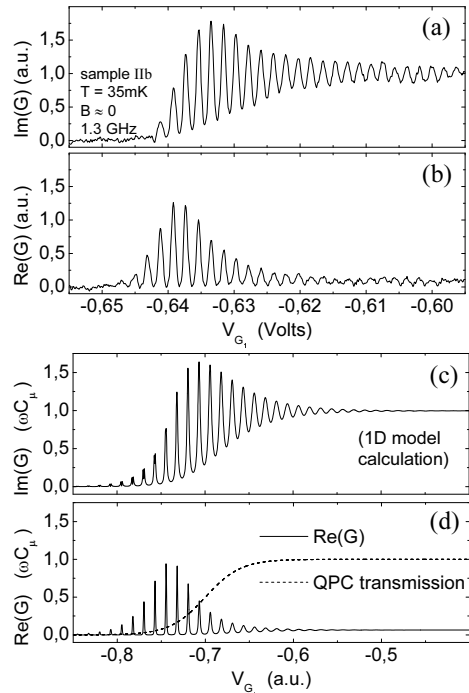 (a)
Im(G) (a.u.)
1,5
1,0
0,5
0,0
sample IIb
T = 35mK
B ≈ 0
1.3 GHz
(b)
Re(G) (a.u.)
1,5
1,0
0,5
0,0
-0,65 -0,64 -0,63 -0,62 -0,61 -0,60
V_G₁ (Volts)
(c)
Im(G) (ωC_μ)
1,5
1,0
0,5
0,0
(1D model
calculation)
(d)
Re(G) (ωC_μ)
1,5
1,0
0,5
0,0
Re(G)
QPC transmission
-0,8 -0,7 -0,6 -0,5
V_G₁ (a.u.)